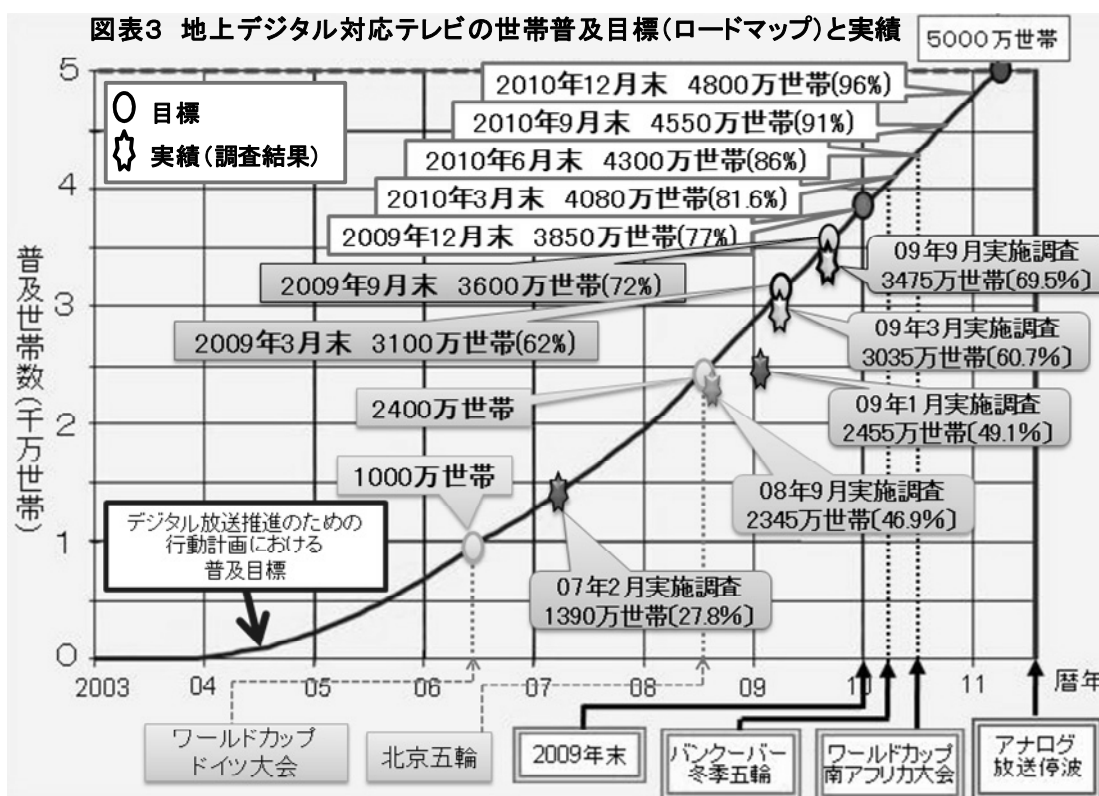 図表3 地上デジタル対応テレビの世帯普及目標(ロードマップ)と実績
5000万世帯
目標
実績(調査結果)
2010年12月末 4800万世帯(96%)
2010年9月末 4550万世帯(91%)
2010年6月末 4300万世帯(86%)
2010年3月末 4080万世帯(81.6%)
2009年12月末 3850万世帯(77%)
2009年9月末 3600万世帯(72%)
2009年3月末 3100万世帯(62%)
2400万世帯
1000万世帯
09年9月実施調査
3475万世帯〔69.5%〕
09年3月実施調査
3035万世帯〔60.7%〕
09年1月実施調査
2455万世帯〔49.1%〕
08年9月実施調査
2345万世帯〔46.9%〕
07年2月実施調査
1390万世帯〔27.8%〕
デジタル放送推進のための
行動計画における
普及目標
普及世帯数(千万世帯)
5
4
3
2
1
0
2003 04 05 06 07 08 09 10 11 暦年
ワールドカップ
ドイツ大会
北京五輪
2009年末
バンクーバー
冬季五輪
ワールドカップ
南アフリカ大会
アナログ
放送停波